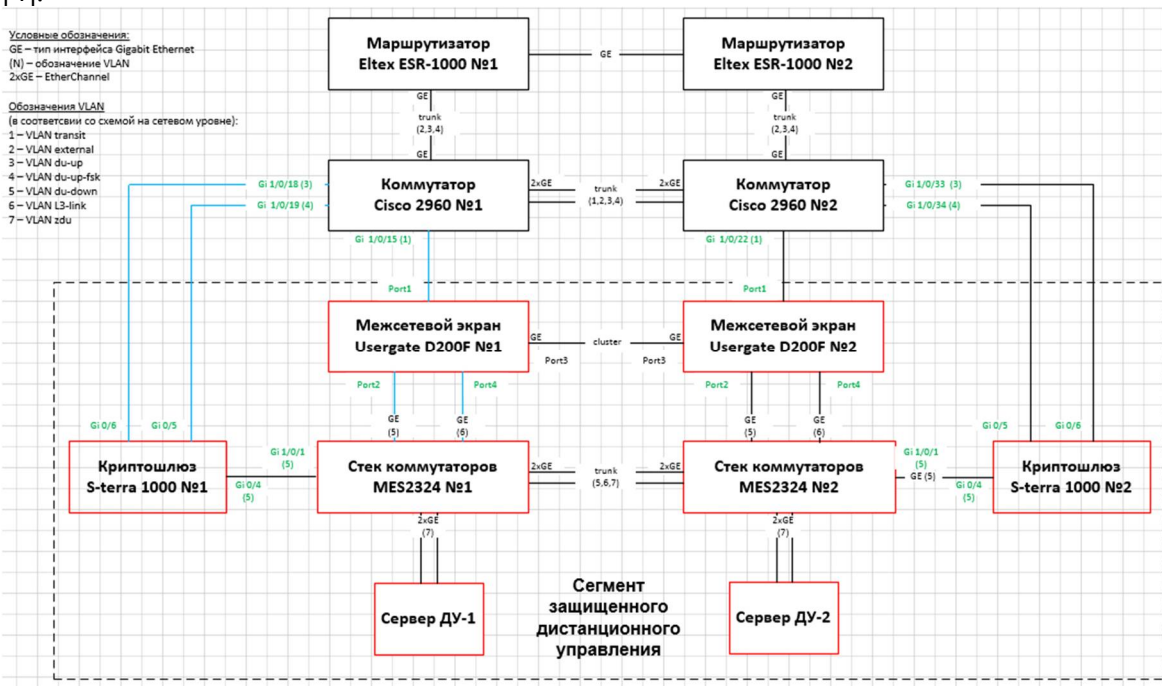 Условные обозначения:
GE – тип интерфейса Gigabit Ethernet
(N) – обозначение VLAN
2xGE – EtherChannel
Обозначения VLAN
(в соответсвии со схемой на сетевом уровне):
1 – VLAN transit
2 – VLAN external
3 – VLAN du-up
4 – VLAN du-up-fsk
5 – VLAN du-down
6 – VLAN L3-link
7 – VLAN zdu
Маршрутизатор
Eltex ESR-1000 №1
GE
Маршрутизатор
Eltex ESR-1000 №2
GE
trunk
(2,3,4)
GE
GE
trunk
(2,3,4)
GE
Gi 1/0/18 (3)
Gi 1/0/19 (4)
Коммутатор
Cisco 2960 №1
2xGE
trunk
(1,2,3,4)
2xGE
Коммутатор
Cisco 2960 №2
Gi 1/0/33 (3)
Gi 1/0/34 (4)
Gi 1/0/15 (1)
Gi 1/0/22 (1)
Port1
Port1
Межсетевой экран
Usergate D200F №1
GE
cluster
GE
Port3
Port3
Межсетевой экран
Usergate D200F №2
Port2
Port4
Port2
Port4
GE
(5)
GE
(6)
GE
(5)
GE
(6)
Gi 0/6
Gi 0/5
Gi 0/5
Gi 0/6
Криптошлюз
S-terra 1000 №1
Gi 1/0/1
(5)
Gi 0/4
(5)
Стек коммутаторов
MES2324 №1
2xGE
trunk
(5,6,7)
2xGE
Стек коммутаторов
MES2324 №2
Gi 1/0/1
(5)
GE (5)
Gi 0/4
(5)
Криптошлюз
S-terra 1000 №2
2xGE
(7)
2xGE
(7)
Сервер ДУ-1
Сегмент
защищенного
дистанционного
управления
Сервер ДУ-2